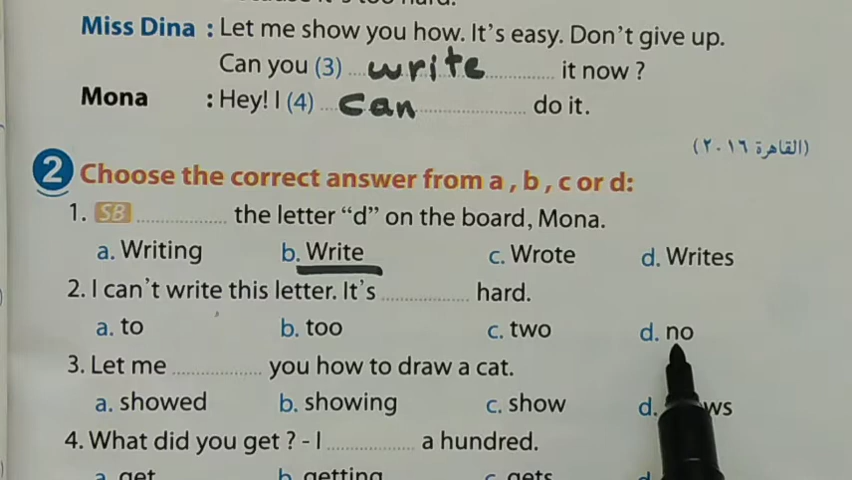 Miss Dina : Let me show you how. It's easy. Don't give up.
Can you (3) ... write ............ it now ?
Mona : Hey! I (4) ... can .................... do it.
(القاهرة ٢٠١٦)
2 Choose the correct answer from a , b , c or d:
1. SB ................. the letter "d" on the board, Mona.
a. Writing b. Write c. Wrote d. Writes
2. I can't write this letter. It's ................ hard.
a. to b. too c. two d. no
3. Let me ................ you how to draw a cat.
a. showed b. showing c. show d.
4. What did you get ? - I ................ a hundred.
a. get b. getting c. gets